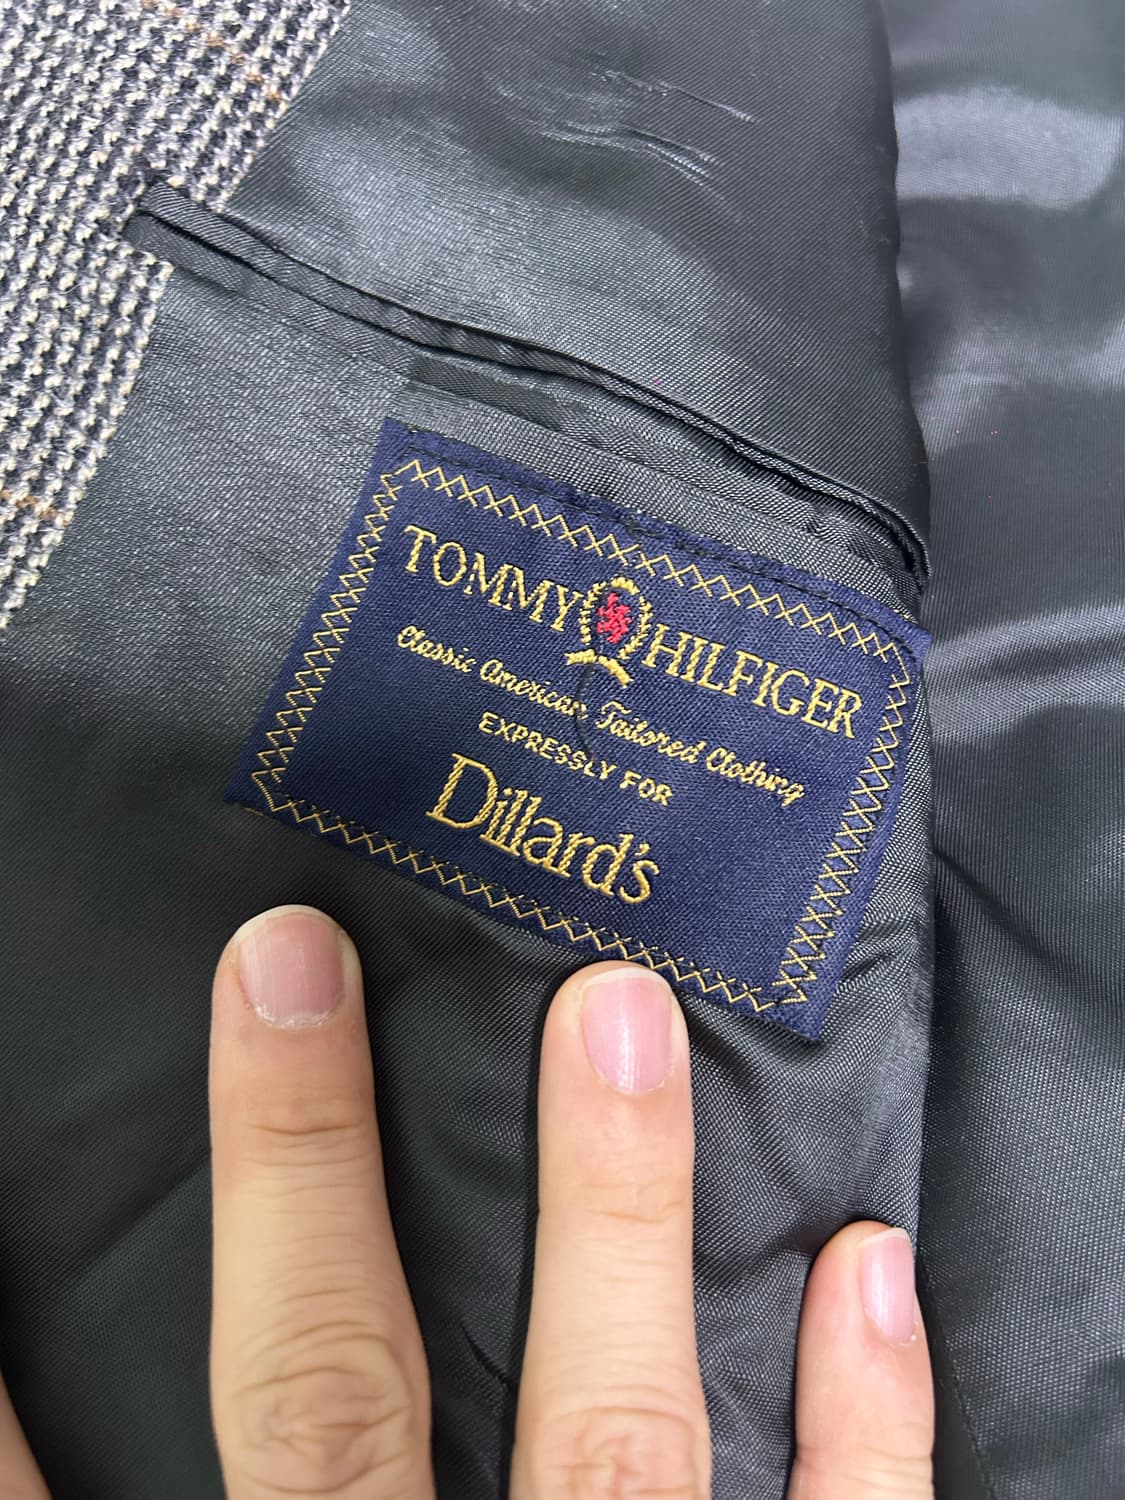 TOMMY HILFIGER
Classic American Tailored Clothing
EXPRESSLY FOR
Dillard's